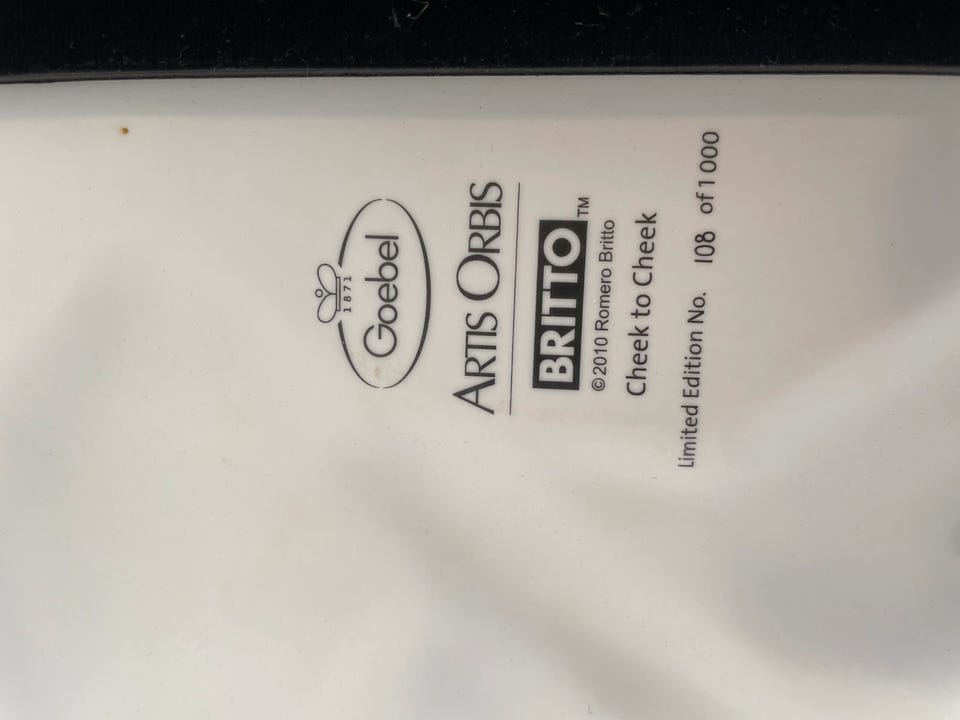 1871
Goebel
ARTIS ORBIS
BRITTO™
©2010 Romero Britto
Cheek to Cheek
Limited Edition No. 108 of 1000